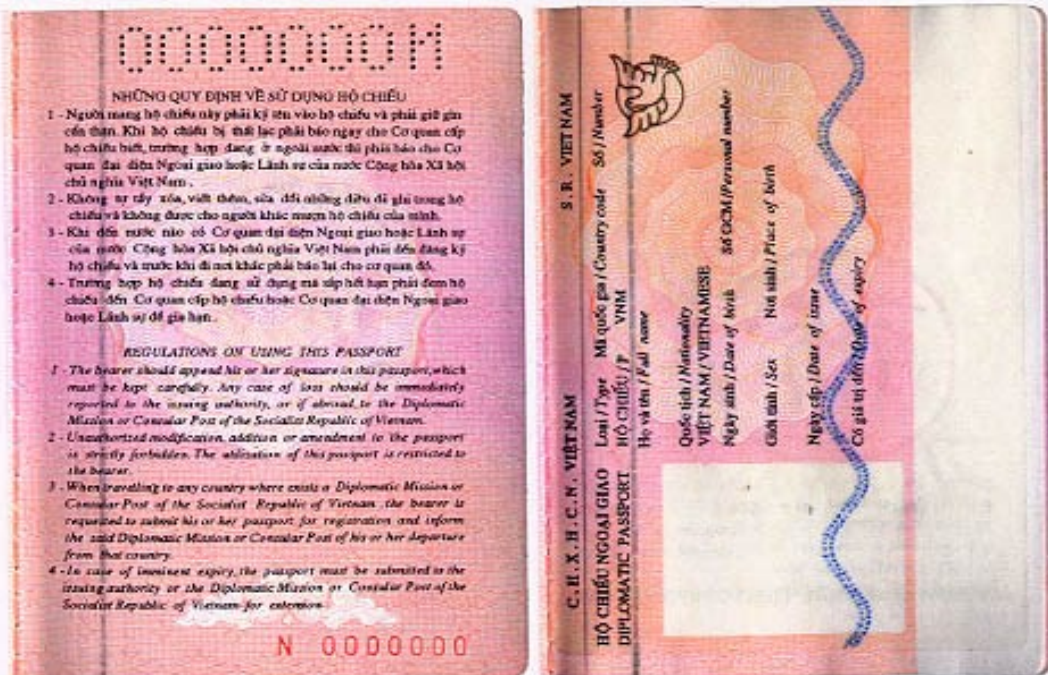 0000000M
NHỮNG QUY ĐỊNH VỀ SỬ DỤNG HỘ CHIẾU
1 - Người mang hộ chiếu này phải ký tên vào hộ chiếu và phải giữ gìn
cẩn thận. Khi hộ chiếu bị thất lạc phải báo ngay cho Cơ quan cấp
hộ chiếu biết, trường hợp đang ở ngoài nước thì phải báo cho Cơ
quan đại diện Ngoại giao hoặc Lãnh sự của nước Cộng hòa Xã hội
chủ nghĩa Việt Nam.
2 - Không tự tẩy xóa, viết thêm, sửa đổi những điều đã ghi trong hộ
chiếu và không được cho người khác mượn hộ chiếu của mình.
3 - Khi đến nước nào có Cơ quan đại diện Ngoại giao hoặc Lãnh sự
của nước Cộng hòa Xã hội chủ nghĩa Việt Nam phải đến đăng ký
hộ chiếu và trước khi đi nơi khác phải báo lại cho cơ quan đó.
4 - Trường hợp hộ chiếu đang sử dụng mà sắp hết hạn phải đem hộ
chiếu đến Cơ quan cấp hộ chiếu hoặc Cơ quan đại diện Ngoại giao
hoặc Lãnh sự để gia hạn.
REGULATIONS ON USING THIS PASSPORT
1 - The bearer should append his or her signature in this passport, which
must be kept carefully. Any case of loss should be immediately
reported to the issuing authority, or if abroad, to the Diplomatic
Mission or Consular Post of the Socialist Republic of Vietnam.
2 - Unauthorized modification, addition or amendment to the passport
is strictly forbidden. The utilization of this passport is restricted to
the bearer.
3 - When travelling to any country where exists a Diplomatic Mission or
Consular Post of the Socialist Republic of Vietnam, the bearer is
requested to submit his or her passport for registration and inform
the said Diplomatic Mission or Consular Post of his or her departure
from that country.
4 - In case of imminent expiry, the passport must be submitted to the
issuing authority or the Diplomatic Mission or Consular Post of the
Socialist Republic of Vietnam for extension
N 0000000
C.H.X.H.C.N. VIỆT NAM S.R. VIET NAM
HỘ CHIẾU NGOẠI GIAO Loại / Type Mã quốc gia / Country code Số / Number
DIPLOMATIC PASSPORT HỘ CHIẾU / P VNM
Họ và tên / Full name
Quốc tịch / Nationality
VIỆT NAM / VIETNAMESE
Ngày sinh / Date of birth Số GCM / Personal number
Giới tính / Sex Nơi sinh / Place of birth
Ngày cấp / Date of issue
Có giá trị đến / Date of expiry